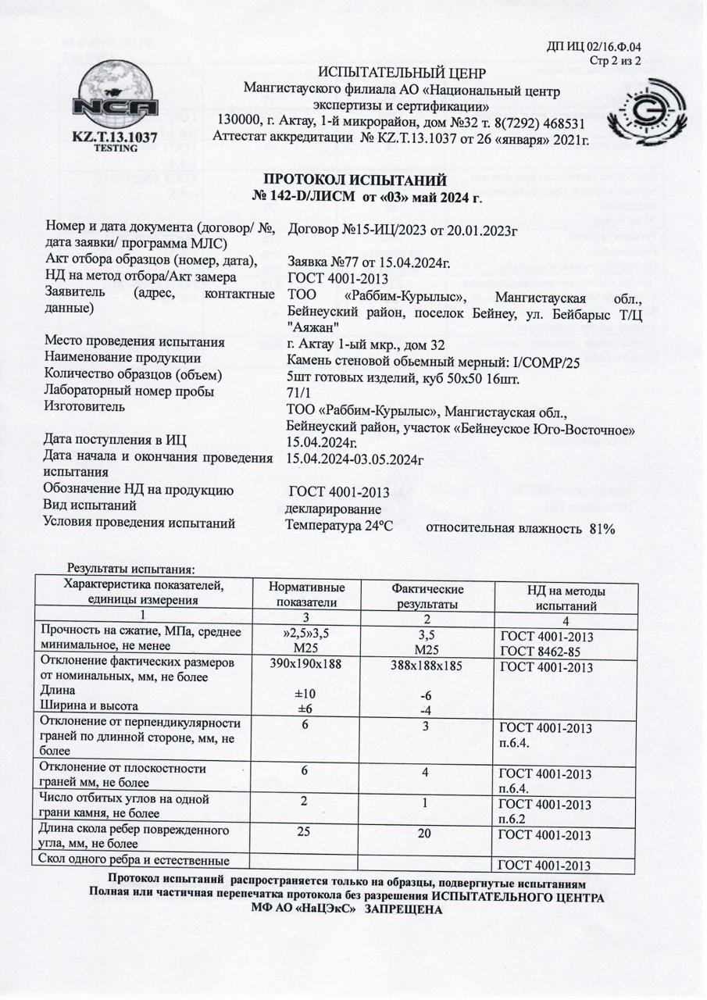 ДП ИЦ 02/16.Ф.04
Стр 2 из 2
NCA
KZ.T.13.1037
TESTING
ИСПЫТАТЕЛЬНЫЙ ЦЕНР
Мангистауского филиала АО «Национальный центр
экспертизы и сертификации»
130000, г. Актау, 1-й микрорайон, дом №32 т. 8(7292) 468531
Аттестат аккредитации № KZ.T.13.1037 от 26 «января» 2021г.
ПРОТОКОЛ ИСПЫТАНИЙ
№ 142-D/ЛИСМ от «03» май 2024 г.
Номер и дата документа (договор/ №, Договор №15-ИЦ/2023 от 20.01.2023г
дата заявки/ программа МЛС)
Акт отбора образцов (номер, дата), Заявка №77 от 15.04.2024г.
НД на метод отбора/Акт замера ГОСТ 4001-2013
Заявитель (адрес, контактные ТОО «Раббим-Курылыс», Мангистауская обл.,
данные) Бейнеуский район, поселок Бейнеу, ул. Бейбарыс Т/Ц
"Аяжан"
Место проведения испытания г. Актау 1-ый мкр., дом 32
Наименование продукции Камень стеновой обьемный мерный: I/COMP/25
Количество образцов (объем) 5шт готовых изделий, куб 50х50 16шт.
Лабораторный номер пробы 71/1
Изготовитель ТОО «Раббим-Курылыс», Мангистауская обл.,
Бейнеуский район, участок «Бейнеуское Юго-Восточное»
Дата поступления в ИЦ 15.04.2024г.
Дата начала и окончания проведения 15.04.2024-03.05.2024г
испытания
Обозначение НД на продукцию ГОСТ 4001-2013
Вид испытаний декларирование
Условия проведения испытаний Температура 24ºС относительная влажность 81%
Результаты испытания:
Характеристика показателей, Нормативные Фактические НД на методы
единицы измерения показатели результаты испытаний
1 3 2 4
Прочность на сжатие, МПа, среднее »2,5»3,5 3,5 ГОСТ 4001-2013
минимальное, не менее М25 М25 ГОСТ 8462-85
Отклонение фактических размеров 390х190х188 388х188х185 ГОСТ 4001-2013
от номинальных, мм, не более
Длина ±10 -6
Ширина и высота ±6 -4
Отклонение от перпендикулярности 6 3 ГОСТ 4001-2013
граней по длинной стороне, мм, не п.6.4.
более
Отклонение от плоскостности 6 4 ГОСТ 4001-2013
граней мм, не более п.6.4.
Число отбитых углов на одной 2 1 ГОСТ 4001-2013
грани камня, не более п.6.2
Длина скола ребер поврежденного 25 20 ГОСТ 4001-2013
угла, мм, не более
Скол одного ребра и естественные ГОСТ 4001-2013
Протокол испытаний распространяется только на образцы, подвергнутые испытаниям
Полная или частичная перепечатка протокола без разрешения ИСПЫТАТЕЛЬНОГО ЦЕНТРА
МФ АО «НаЦЭкС» ЗАПРЕЩЕНА